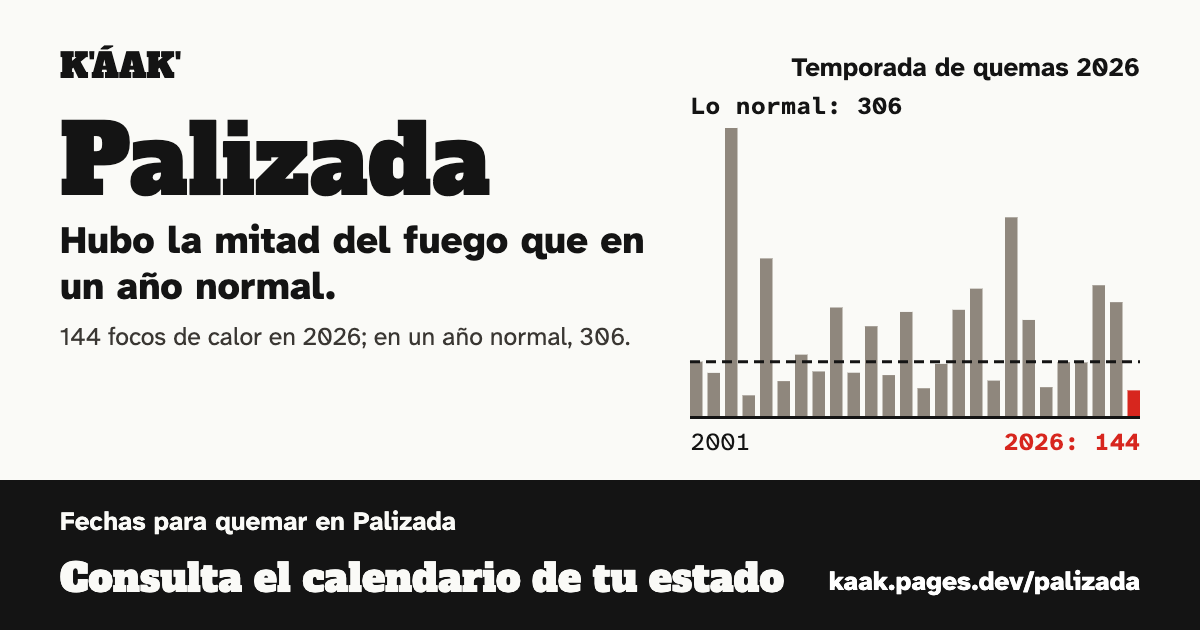 K'ÁAK'
Palizada
Hubo la mitad del fuego que en
un año normal.
144 focos de calor en 2026; en un año normal, 306.
Temporada de quemas 2026
Lo normal: 306
2001
2026: 144
Fechas para quemar en Palizada
Consulta el calendario de tu estado
kaak.pages.dev/palizada